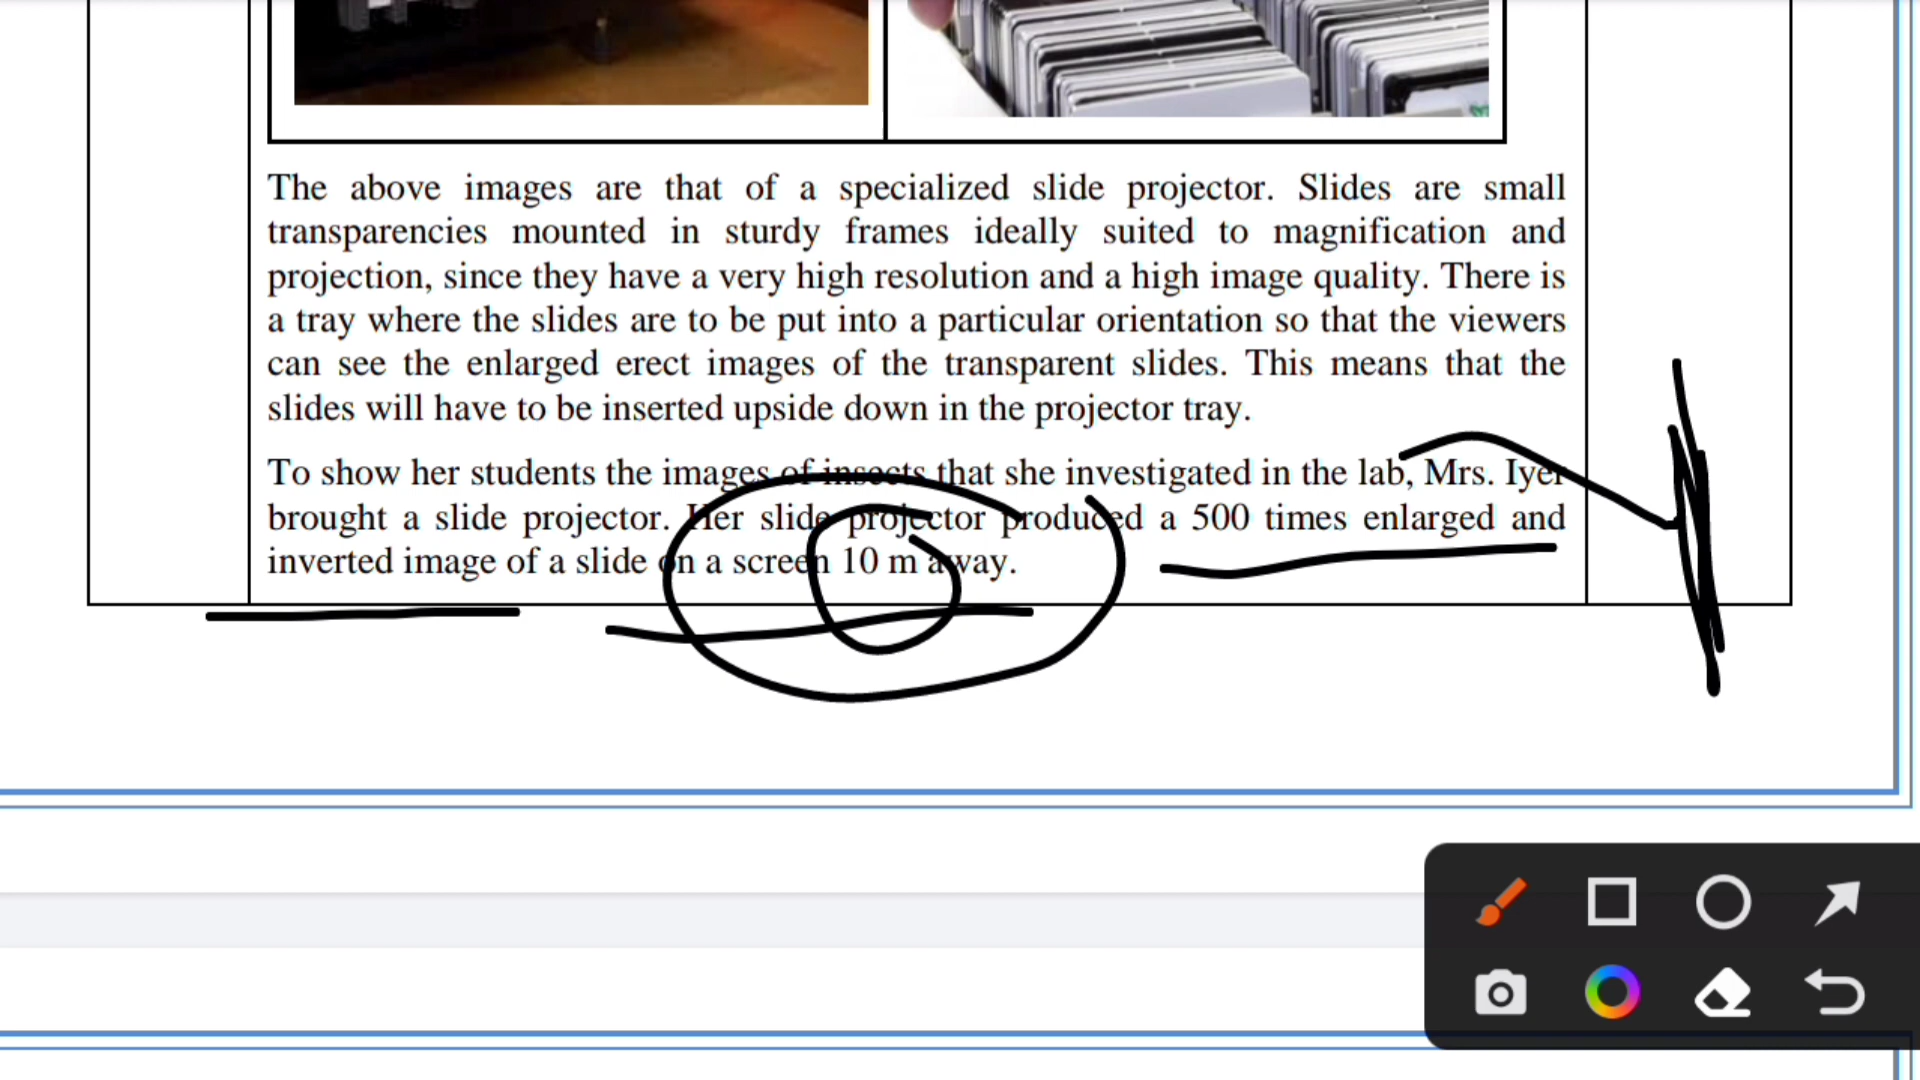 The above images are that of a specialized slide projector. Slides are small
transparencies mounted in sturdy frames ideally suited to magnification and
projection, since they have a very high resolution and a high image quality. There is
a tray where the slides are to be put into a particular orientation so that the viewers
can see the enlarged erect images of the transparent slides. This means that the
slides will have to be inserted upside down in the projector tray.
To show her students the images of insects that she investigated in the lab, Mrs. Iyer
brought a slide projector. Her slide projector produced a 500 times enlarged and
inverted image of a slide on a screen 10 m away.